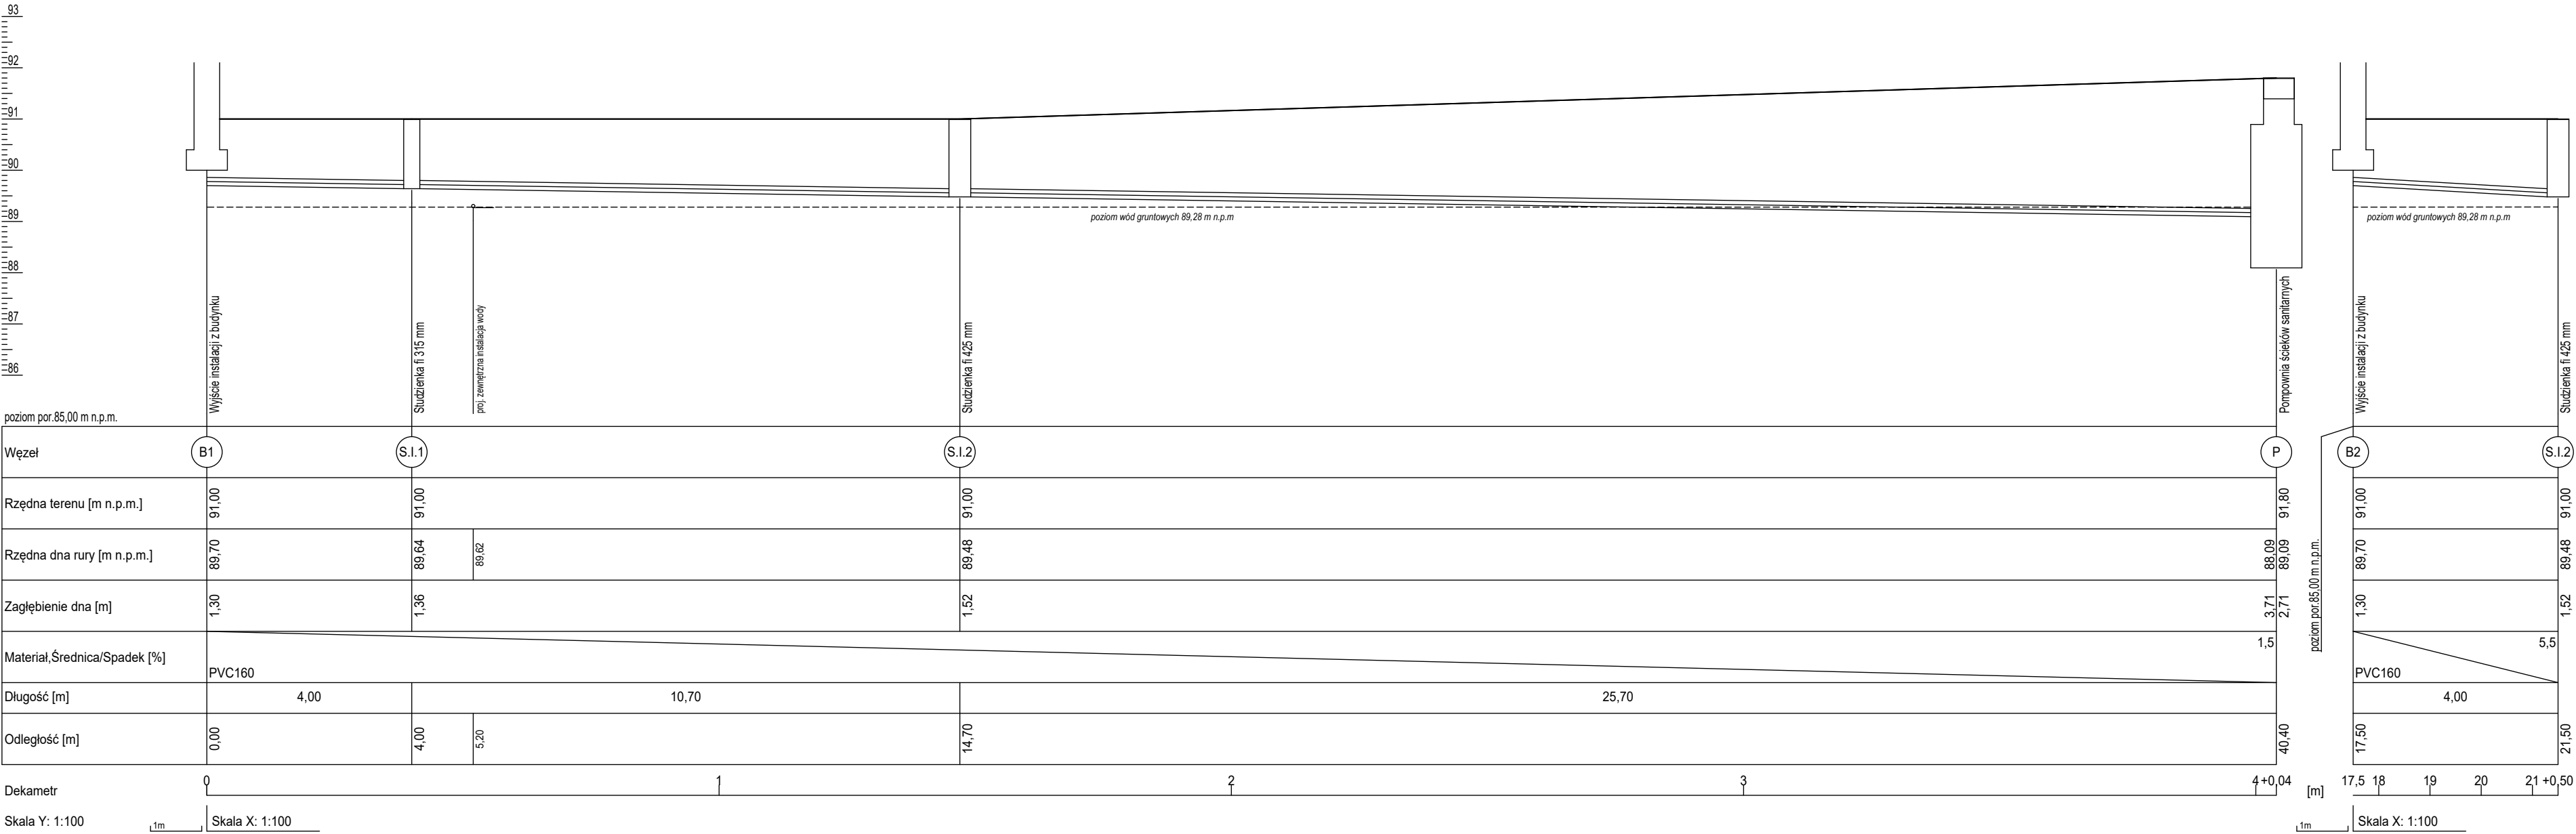 93
92
91
90
89
88
87
86
poziom wód gruntowych 89,28 m n.p.m
poziom wód gruntowych 89,28 m n.p.m
Wyjście instalacji z budynku
Studzienka fi 315 mm
proj. zewnętrzna instalacja wody
Studzienka fi 425 mm
Pompownia ścieków sanitarnych
Wyjście instalacji z budynku
Studzienka fi 425 mm
poziom por.85,00 m n.p.m.
Węzeł B1 S.I.1 S.I.2 P B2 S.I.2
Rzędna terenu [m n.p.m.] 91,00 91,00 91,00 91,80 91,00 91,00
Rzędna dna rury [m n.p.m.] 89,70 89,64 89,62 89,48 88,09 89,09 89,70 89,48
poziom por.85,00 m n.p.m.
Zagłębienie dna [m] 1,30 1,36 1,52 3,71 2,71 1,30 1,52
Materiał,Średnica/Spadek [%] PVC160 1,5 PVC160 5,5
Długość [m] 4,00 10,70 25,70 4,00
Odległość [m] 0,00 4,00 5,20 14,70 40,40 17,50 21,50
Dekametr 0 1 2 3 4 +0,04 [m] 17,5 18 19 20 21 +0,50
Skala Y: 1:100 1m Skala X: 1:100 1m Skala X: 1:100